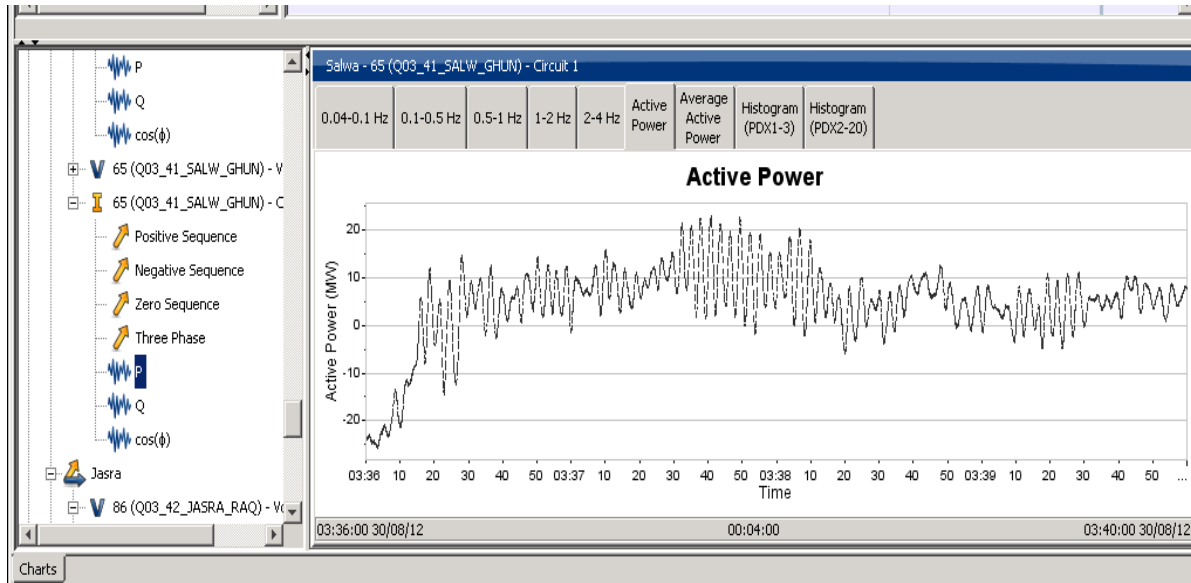 P
Q
cos(ϕ)
65 (Q03_41_SALW_GHUN) - V
65 (Q03_41_SALW_GHUN) - C
Positive Sequence
Negative Sequence
Zero Sequence
Three Phase
P
Q
cos(ϕ)
Jasra
86 (Q03_42_JASRA_RAQ) - Vo
Charts
Salwa - 65 (Q03_41_SALW_GHUN) - Circuit 1
0.04-0.1 Hz
0.1-0.5 Hz
0.5-1 Hz
1-2 Hz
2-4 Hz
Active
Power
Average
Active
Power
Histogram
(PDX1-3)
Histogram
(PDX2-20)
Active Power
Active Power (MW)
20
10
0
-10
-20
03:36 10 20 30 40 50 03:37 10 20 30 40 50 03:38 10 20 30 40 50 03:39 10 20 30 40 50 ...
Time
03:36:00 30/08/12 00:04:00 03:40:00 30/08/12